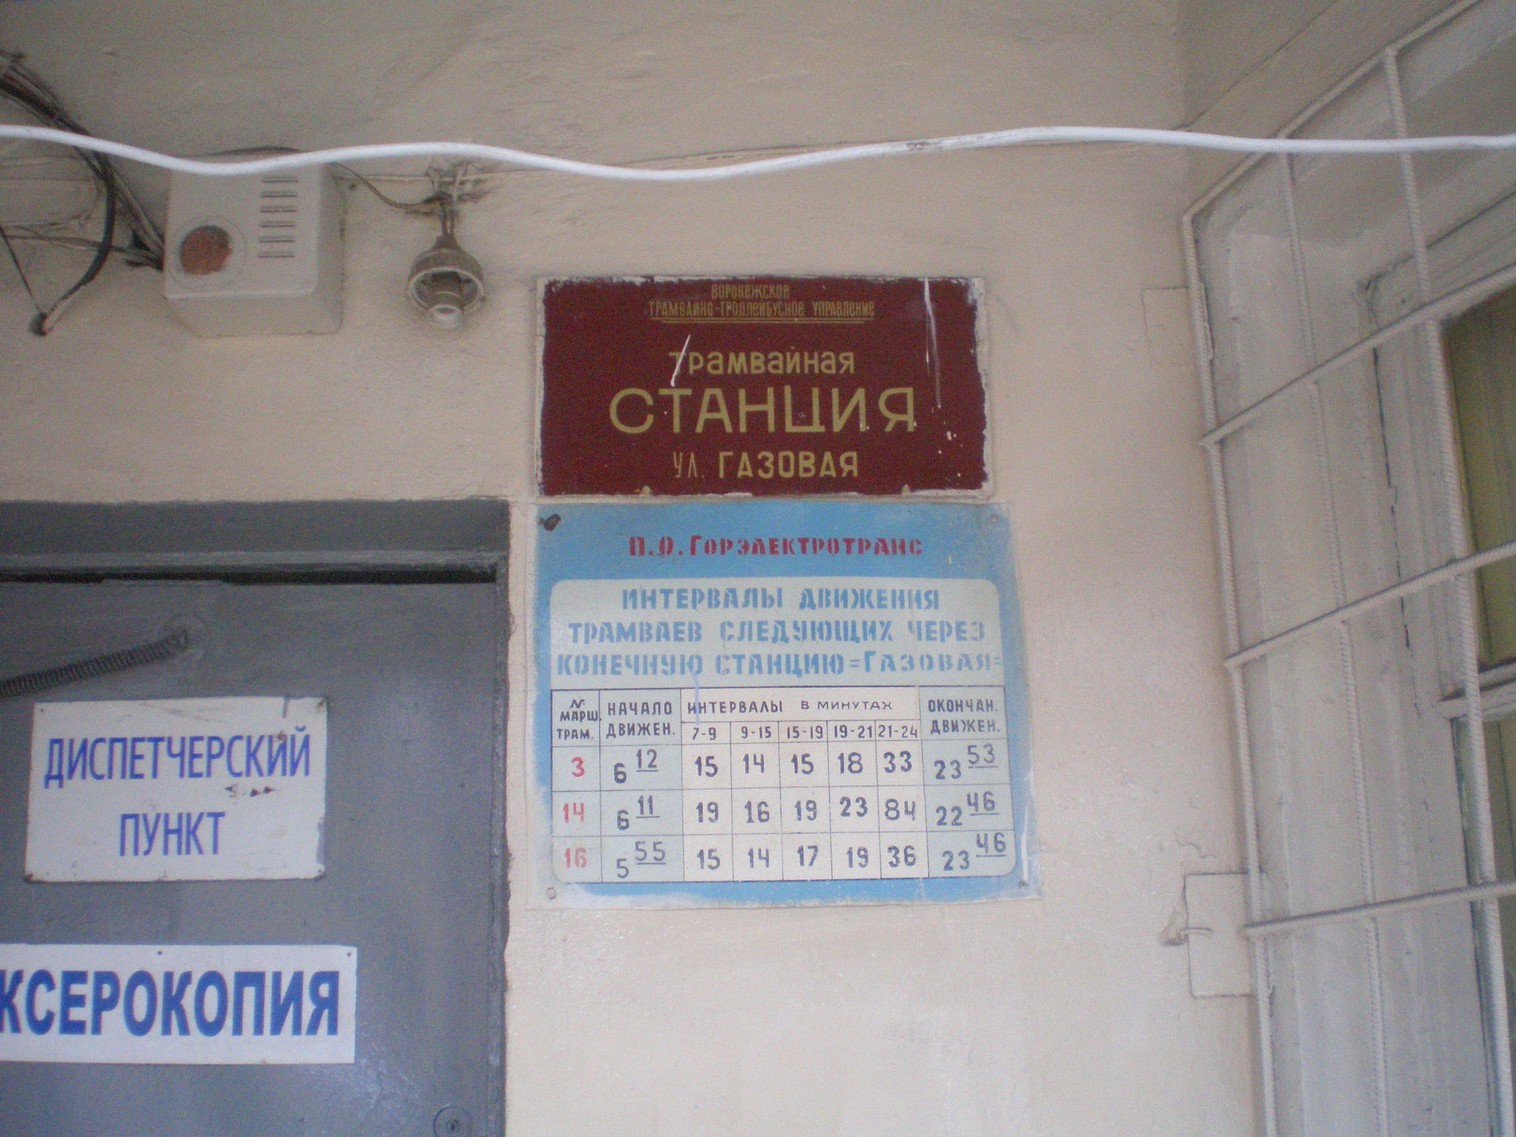 ВОРОНЕЖСКОЕ
ТРАМВАЙНО-ТРОЛЛЕЙБУСНОЕ УПРАВЛЕНИЕ
ТРАМВАЙНАЯ
СТАНЦИЯ
УЛ. ГАЗОВАЯ
П.О. ГОРЭЛЕКТРОТРАНС
ИНТЕРВАЛЫ ДВИЖЕНИЯ
ТРАМВАЕВ СЛЕДУЮЩИХ ЧЕРЕЗ
КОНЕЧНУЮ СТАНЦИЮ =ГАЗОВАЯ=
№ МАРШ. ТРАМ. НАЧАЛО ДВИЖЕН. ИНТЕРВАЛЫ В МИНУТАХ ОКОНЧАН. ДВИЖЕН.
7-9 9-15 15-19 19-21 21-24
3 6 12 15 14 15 18 33 23 53
14 6 11 19 16 19 23 84 22 46
16 5 55 15 14 17 19 36 23 46
ДИСПЕТЧЕРСКИЙ
ПУНКТ
КСЕРОКОПИЯ